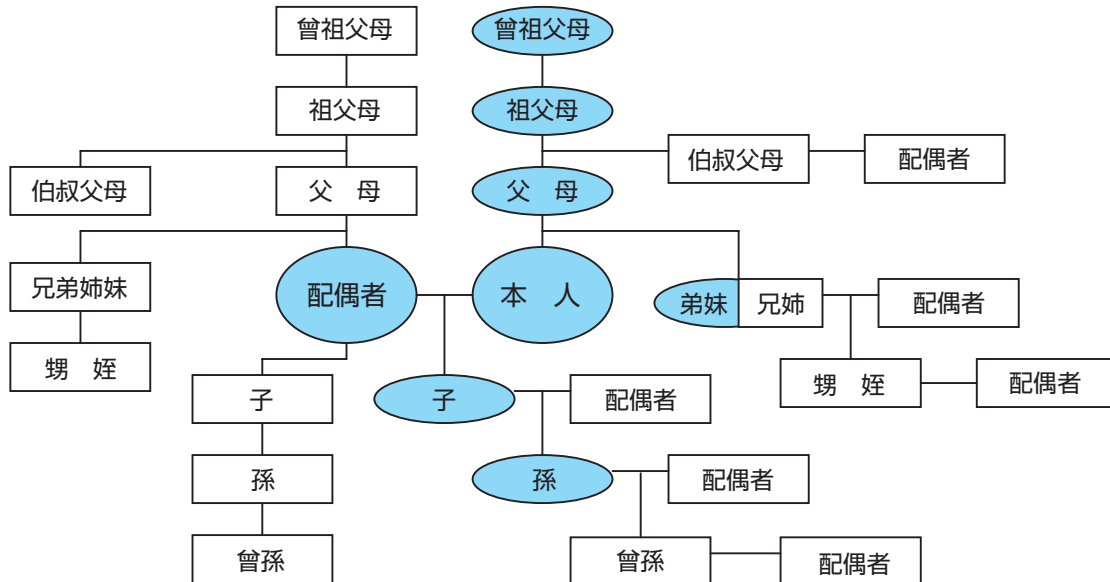 曾祖父母
曾祖父母
祖父母
祖父母
伯叔父母
配偶者
伯叔父母
父　母
父　母
兄弟姉妹
配偶者
本　人
弟妹
兄姉
配偶者
甥　姪
甥　姪
配偶者
子
子
配偶者
孫
孫
配偶者
曾孫
曾孫
配偶者